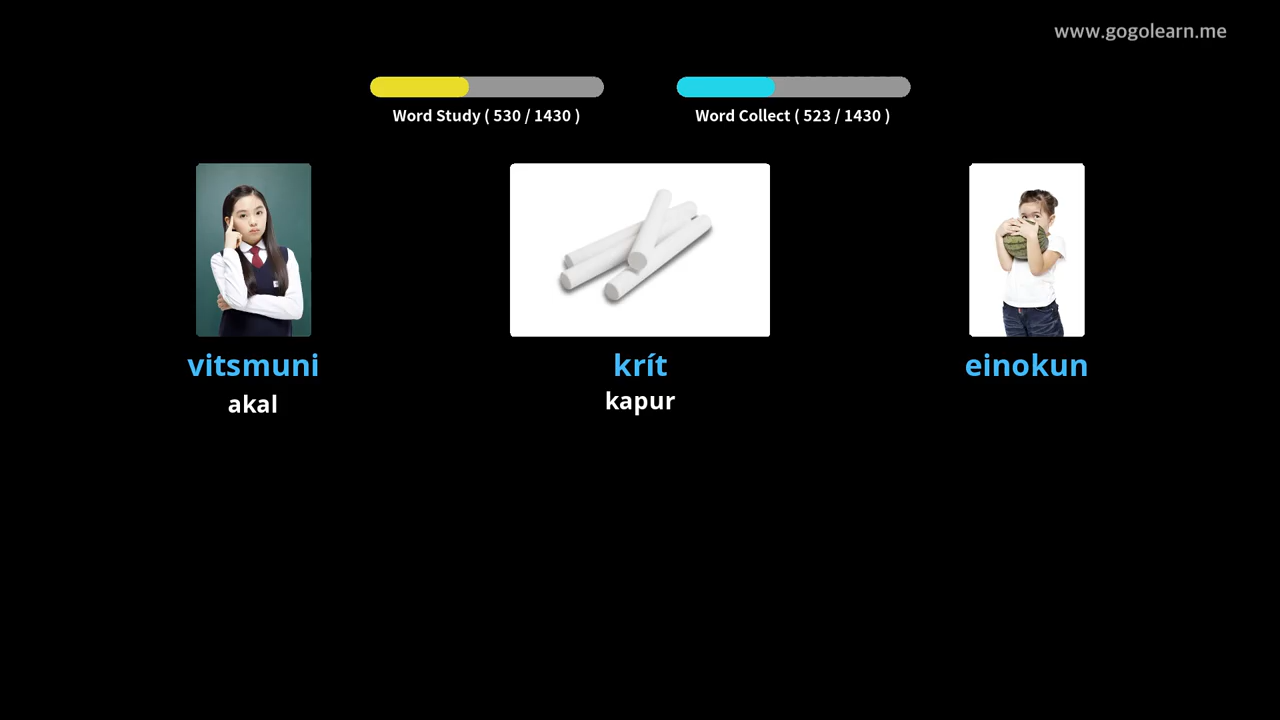 www.gogolearn.me
Word Study ( 530 / 1430 )
Word Collect ( 523 / 1430 )
vitsmuni
akal
krít
kapur
einokun